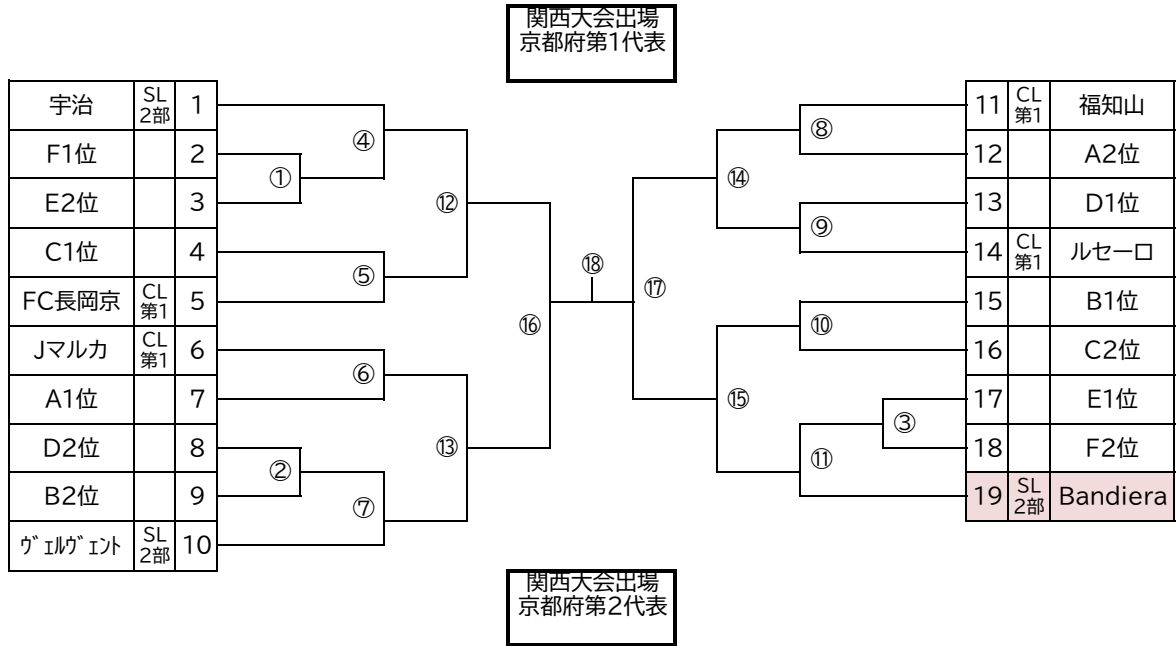 関西大会出場
京都府第1代表
宇治 SL 2部 1
F1位 2
E2位 3
C1位 4
FC長岡京 CL 第1 5
Jマルカ CL 第1 6
A1位 7
D2位 8
B2位 9
ヴェルヴェント SL 2部 10
①
②
④
⑤
⑥
⑦
⑫
⑬
⑯
⑱
⑰
⑭
⑮
⑧
⑨
⑩
⑪
③
11 CL 第1 福知山
12 A2位
13 D1位
14 CL 第1 ルセーロ
15 B1位
16 C2位
17 E1位
18 F2位
19 SL 2部 Bandiera
関西大会出場
京都府第2代表